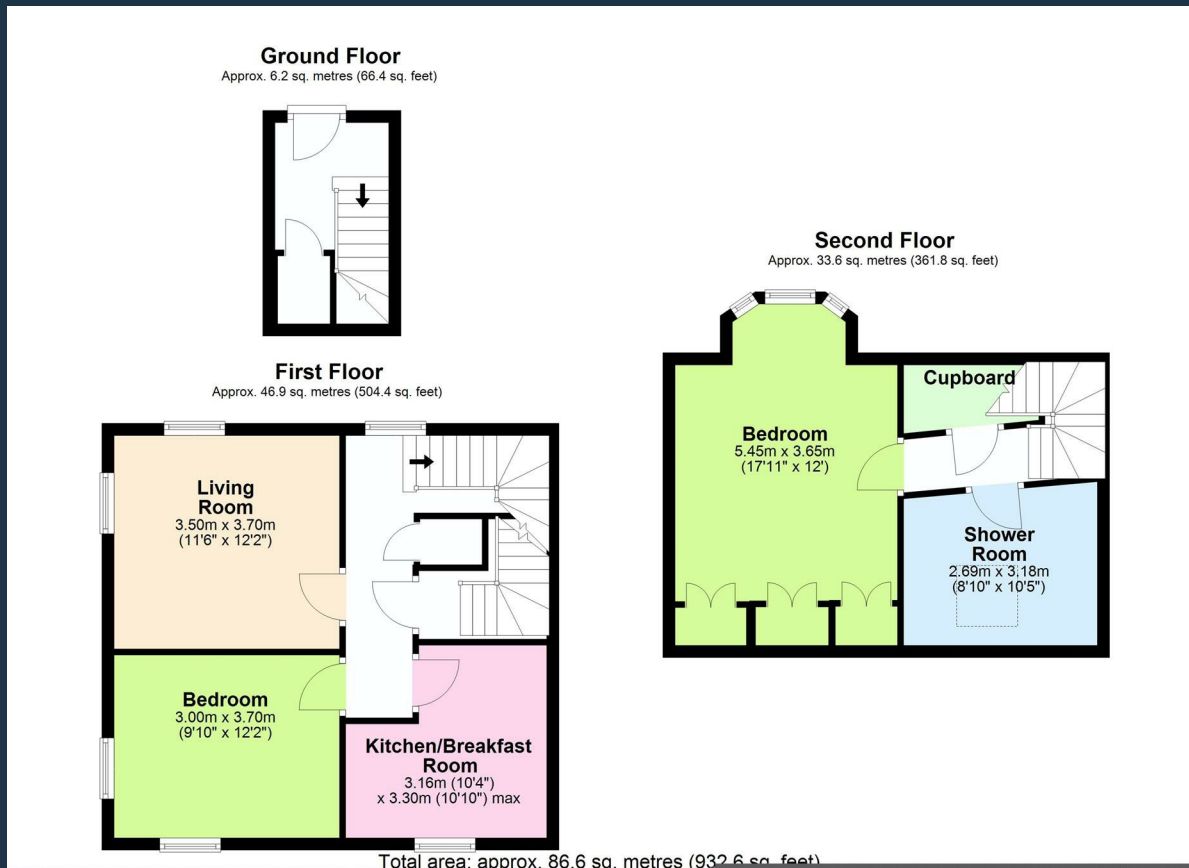 Ground Floor
Approx. 6.2 sq. metres (66.4 sq. feet)
First Floor
Approx. 46.9 sq. metres (504.4 sq. feet)
Living
Room
3.50m x 3.70m
(11'6" x 12'2")
Bedroom
3.00m x 3.70m
(9'10" x 12'2")
Kitchen/Breakfast
Room
3.16m (10'4")
x 3.30m (10'10") max
Second Floor
Approx. 33.6 sq. metres (361.8 sq. feet)
Cupboard
Bedroom
5.45m x 3.65m
(17'11" x 12')
Shower
Room
2.69m x 3.18m
(8'10" x 10'5")
Total area: approx. 86.6 sq. metres (932.6 sq. feet)